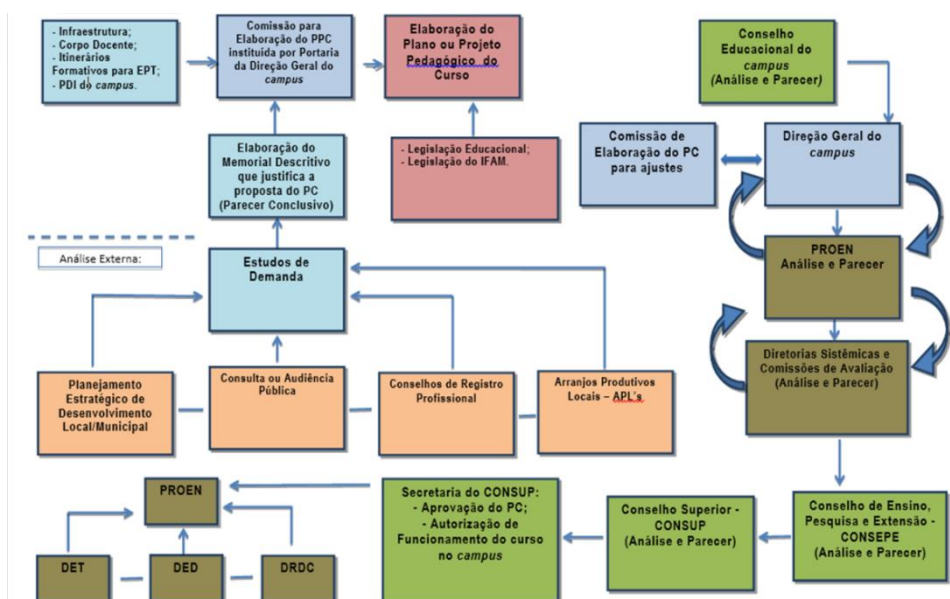 - Infraestrutura;
- Corpo Docente;
- Itinerários
Formativos para EPT;
- PDI do campus.
Comissão para
Elaboração do PPC
instituída por Portaria
da Direção Geral do
campus
Elaboração do
Plano ou Projeto
Pedagógico do
Curso
Conselho
Educacional do
campus
(Análise e Parecer)
Elaboração do
Memorial Descritivo
que justifica a
proposta do PC
(Parecer Conclusivo)
- Legislação Educacional;
- Legislação do IFAM.
Comissão de
Elaboração do PC
para ajustes
Direção Geral do
campus
Análise Externa:
Estudos de
Demanda
PROEN
Análise e Parecer
Diretorias Sistêmicas e
Comissões de Avaliação
(Análise e Parecer)
Planejamento
Estratégico de
Desenvolvimento
Local/Municipal
Consulta ou Audiência
Pública
Conselhos de Registro
Profissional
Arranjos Produtivos
Locais – APL's
PROEN
DET
DED
DRDC
Secretaria do CONSUP:
- Aprovação do PC;
- Autorização de
Funcionamento do curso
no campus
Conselho Superior -
CONSUP
(Análise e Parecer)
Conselho de Ensino,
Pesquisa e Extensão -
CONSEPE
(Análise e Parecer)